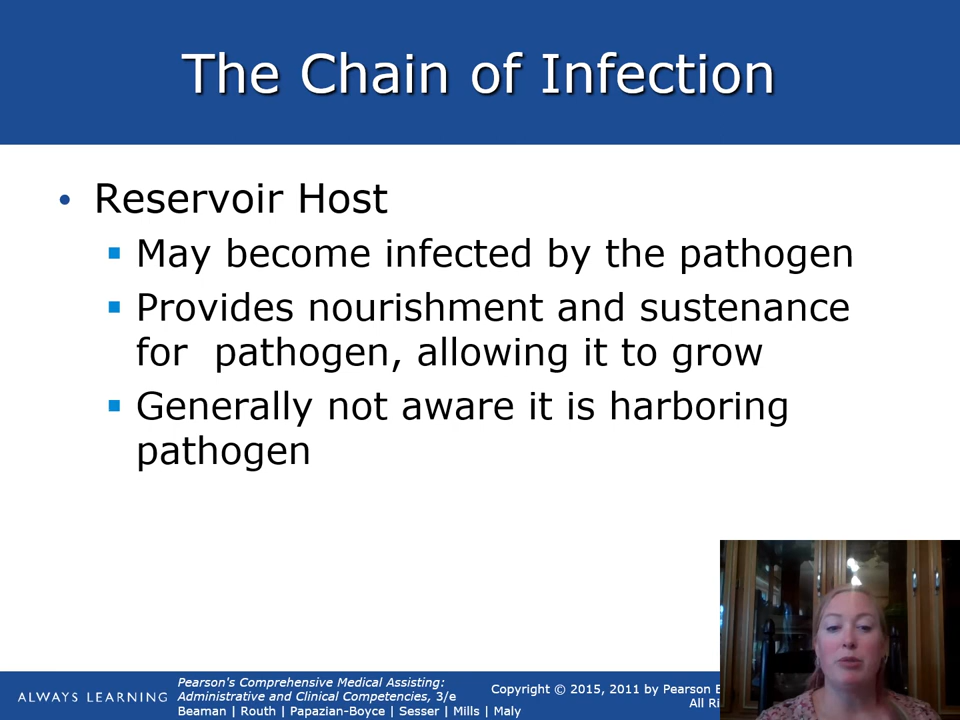 The Chain of Infection
• Reservoir Host
▪ May become infected by the pathogen
▪ Provides nourishment and sustenance
for pathogen, allowing it to grow
▪ Generally not aware it is harboring
pathogen
ALWAYS LEARNING
Pearson's Comprehensive Medical Assisting:
Administrative and Clinical Competencies, 3/e
Beaman | Routh | Papazian-Boyce | Sesser | Mills | Maly
Copyright © 2015, 2011 by Pearson
All